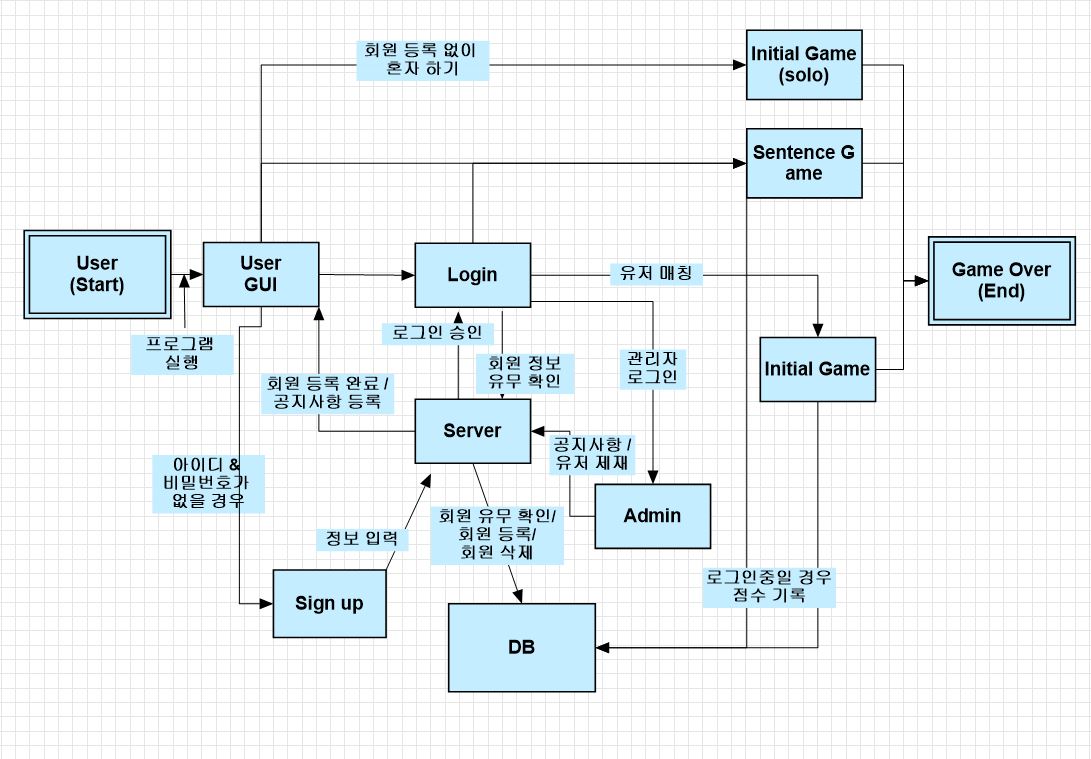 회원 등록 없이
혼자 하기
Initial Game
(solo)
Sentence G
ame
User
(Start)
User
GUI
Login
유저 매칭
Game Over
(End)
프로그램
실행
로그인 승인
회원 정보
유무 확인
관리자
로그인
Initial Game
회원 등록 완료 /
공지사항 등록
Server
공지사항 /
유저 제재
아이디 &
비밀번호가
없을 경우
정보 입력
회원 유무 확인/
회원 등록/
회원 삭제
Admin
Sign up
로그인중일 경우
점수 기록
DB